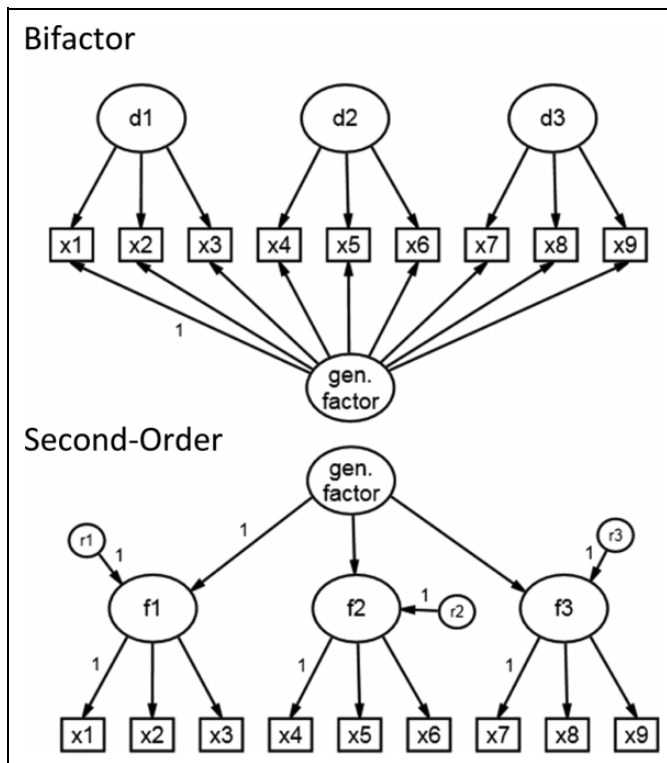 Bifactor
d1 d2 d3
x1 x2 x3 x4 x5 x6 x7 x8 x9
1
gen.
factor
Second-Order
gen.
factor
r1 1 1 1 r3
f1 f2 1 r2 f3
1 1 1
x1 x2 x3 x4 x5 x6 x7 x8 x9